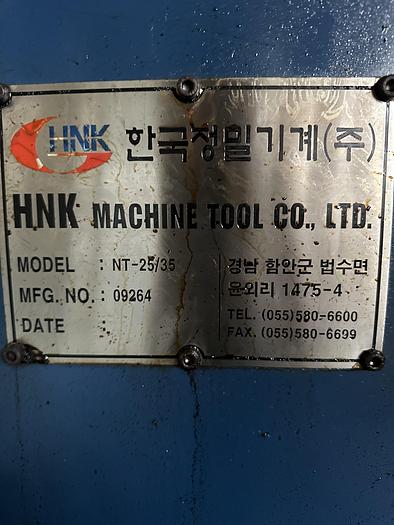 HNK 한국정밀기계(주)
HNK MACHINE TOOL CO., LTD.
MODEL : NT-25/35
MFG. NO. : 09264
DATE :
경남 함안군 법수면
윤외리 1475-4
TEL. (055)580-6600
FAX. (055)580-6699